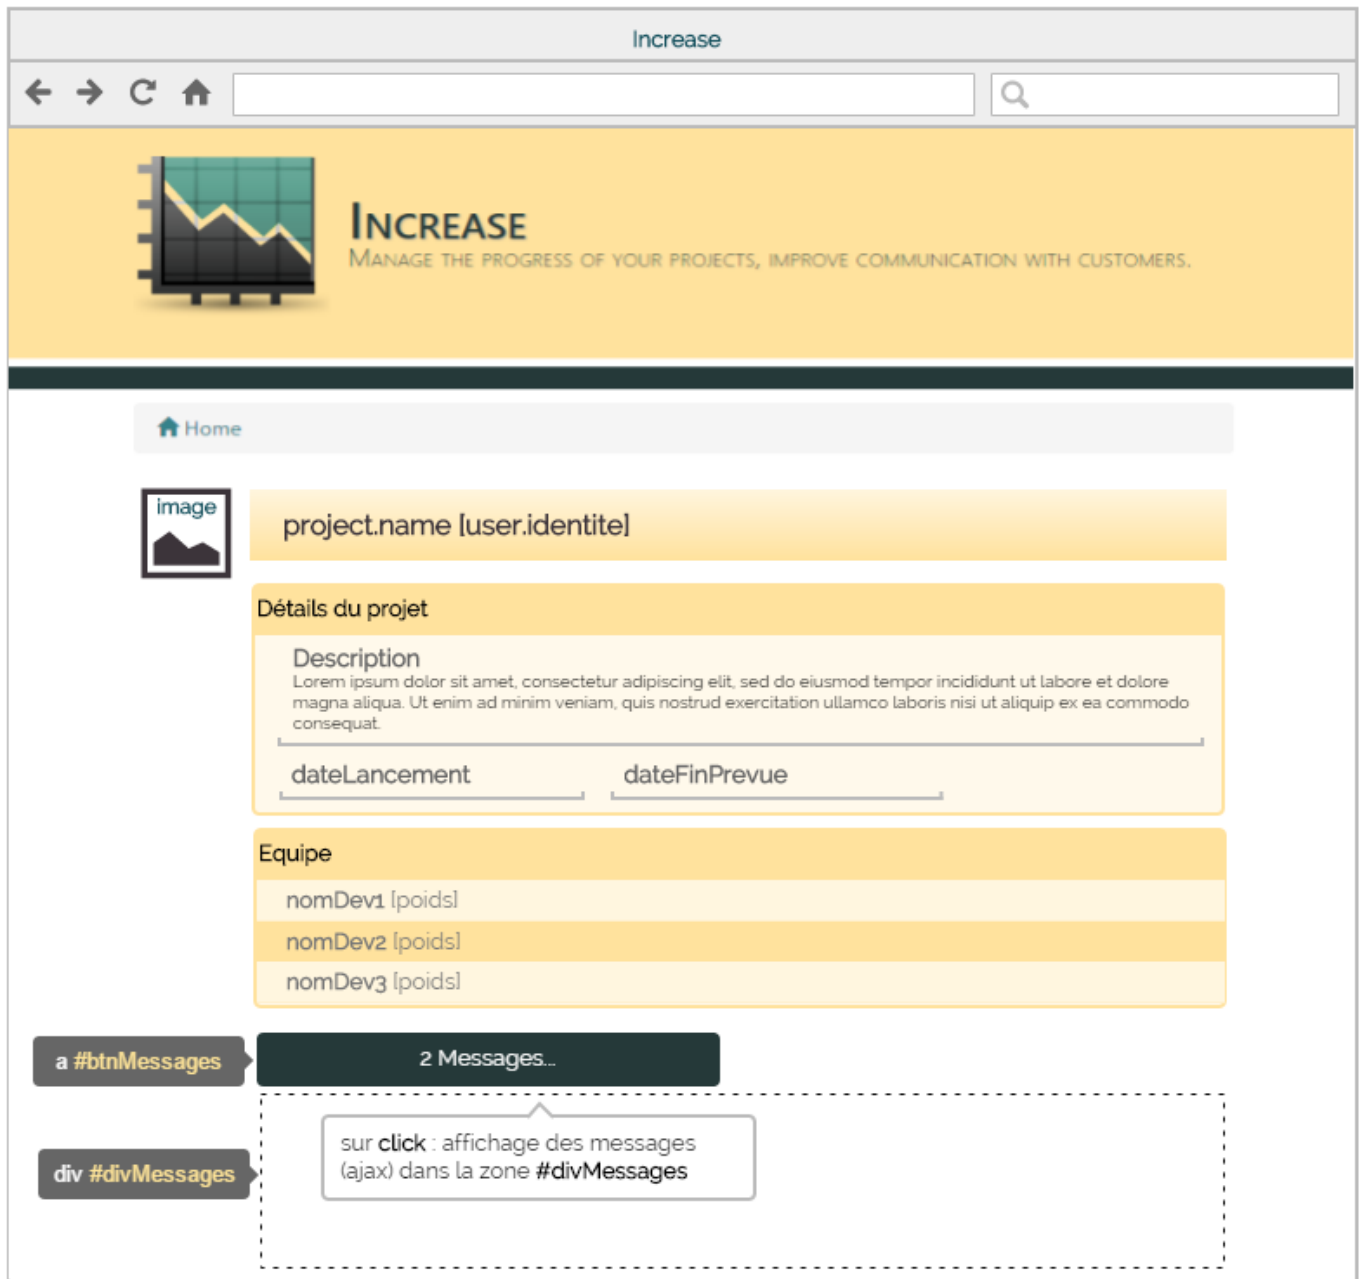 Increase
INCREASE
MANAGE THE PROGRESS OF YOUR PROJECTS, IMPROVE COMMUNICATION WITH CUSTOMERS.
Home
image
project.name [user.identite]
Détails du projet
Description
Lorem ipsum dolor sit amet, consectetur adipiscing elit, sed do eiusmod tempor incididunt ut labore et dolore
magna aliqua. Ut enim ad minim veniam, quis nostrud exercitation ullamco laboris nisi ut aliquip ex ea commodo
consequat.
dateLancement dateFinPrevue
Equipe
nomDev1 [poids]
nomDev2 [poids]
nomDev3 [poids]
a #btnMessages
2 Messages...
sur click : affichage des messages
(ajax) dans la zone #divMessages
div #divMessages